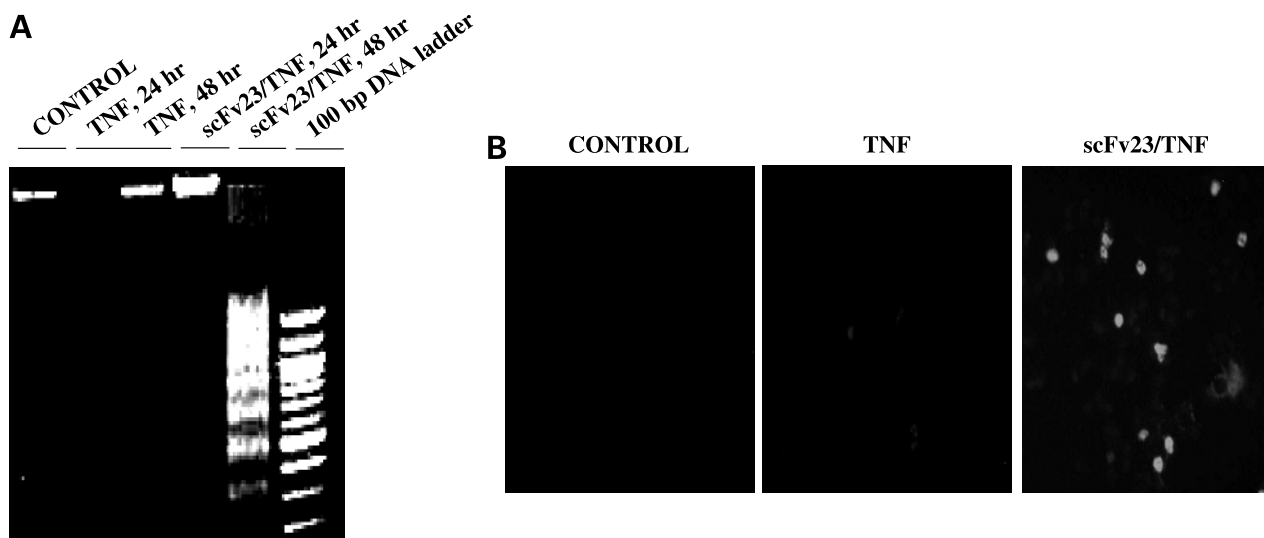 A
CONTROL
TNF, 24 hr
TNF, 48 hr
scFv23/TNF, 24 hr
scFv23/TNF, 48 hr
100 bp DNA ladder
B
CONTROL
TNF
scFv23/TNF